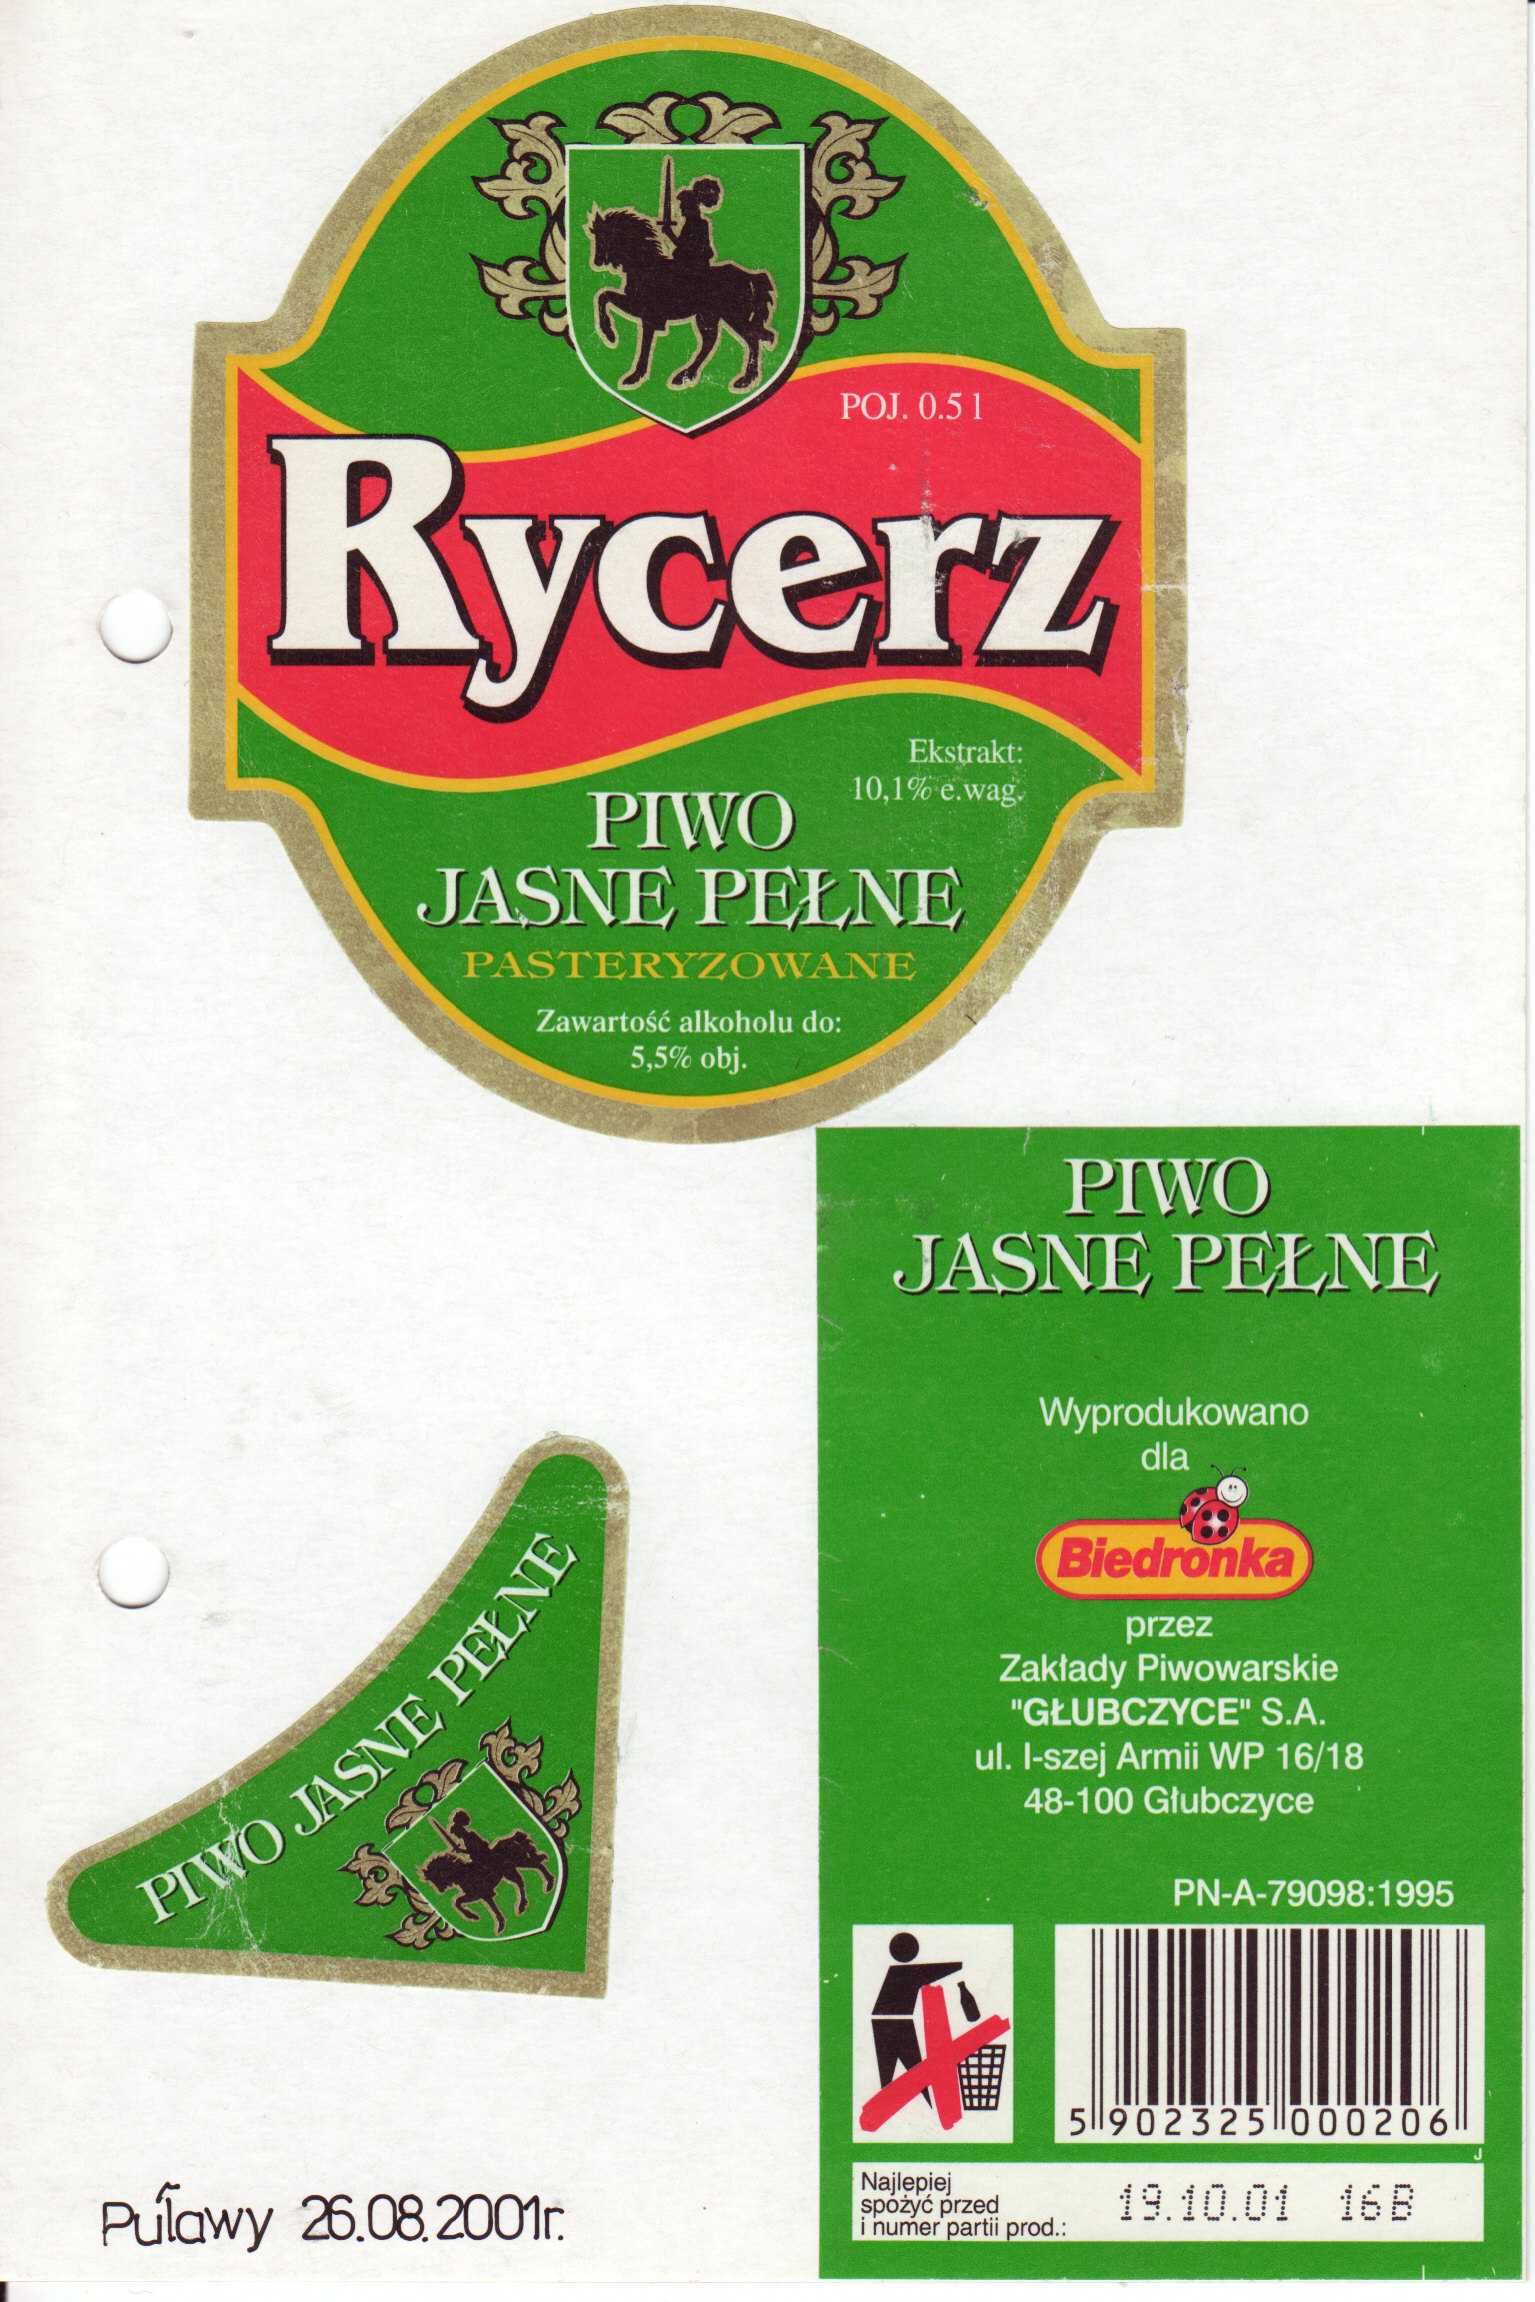 POJ. 0.5 l
Rycerz
Ekstrakt:
10,1% e.wag.
PIWO
JASNE PEŁNE
PASTERYZOWANE
Zawartość alkoholu do:
5,5% obj.
PIWO
JASNE PEŁNE
Wyprodukowano
dla
Biedronka
przez
Zakłady Piwowarskie
"GŁUBCZYCE" S.A.
ul. I-szej Armii WP 16/18
48-100 Głubczyce
PN-A-79098:1995
5 902325 000206
J
Najlepiej
spożyć przed
i numer partii prod.:
19.10.01 16B
PIWO JASNE PEŁNE
Puławy 26.08.2001r.